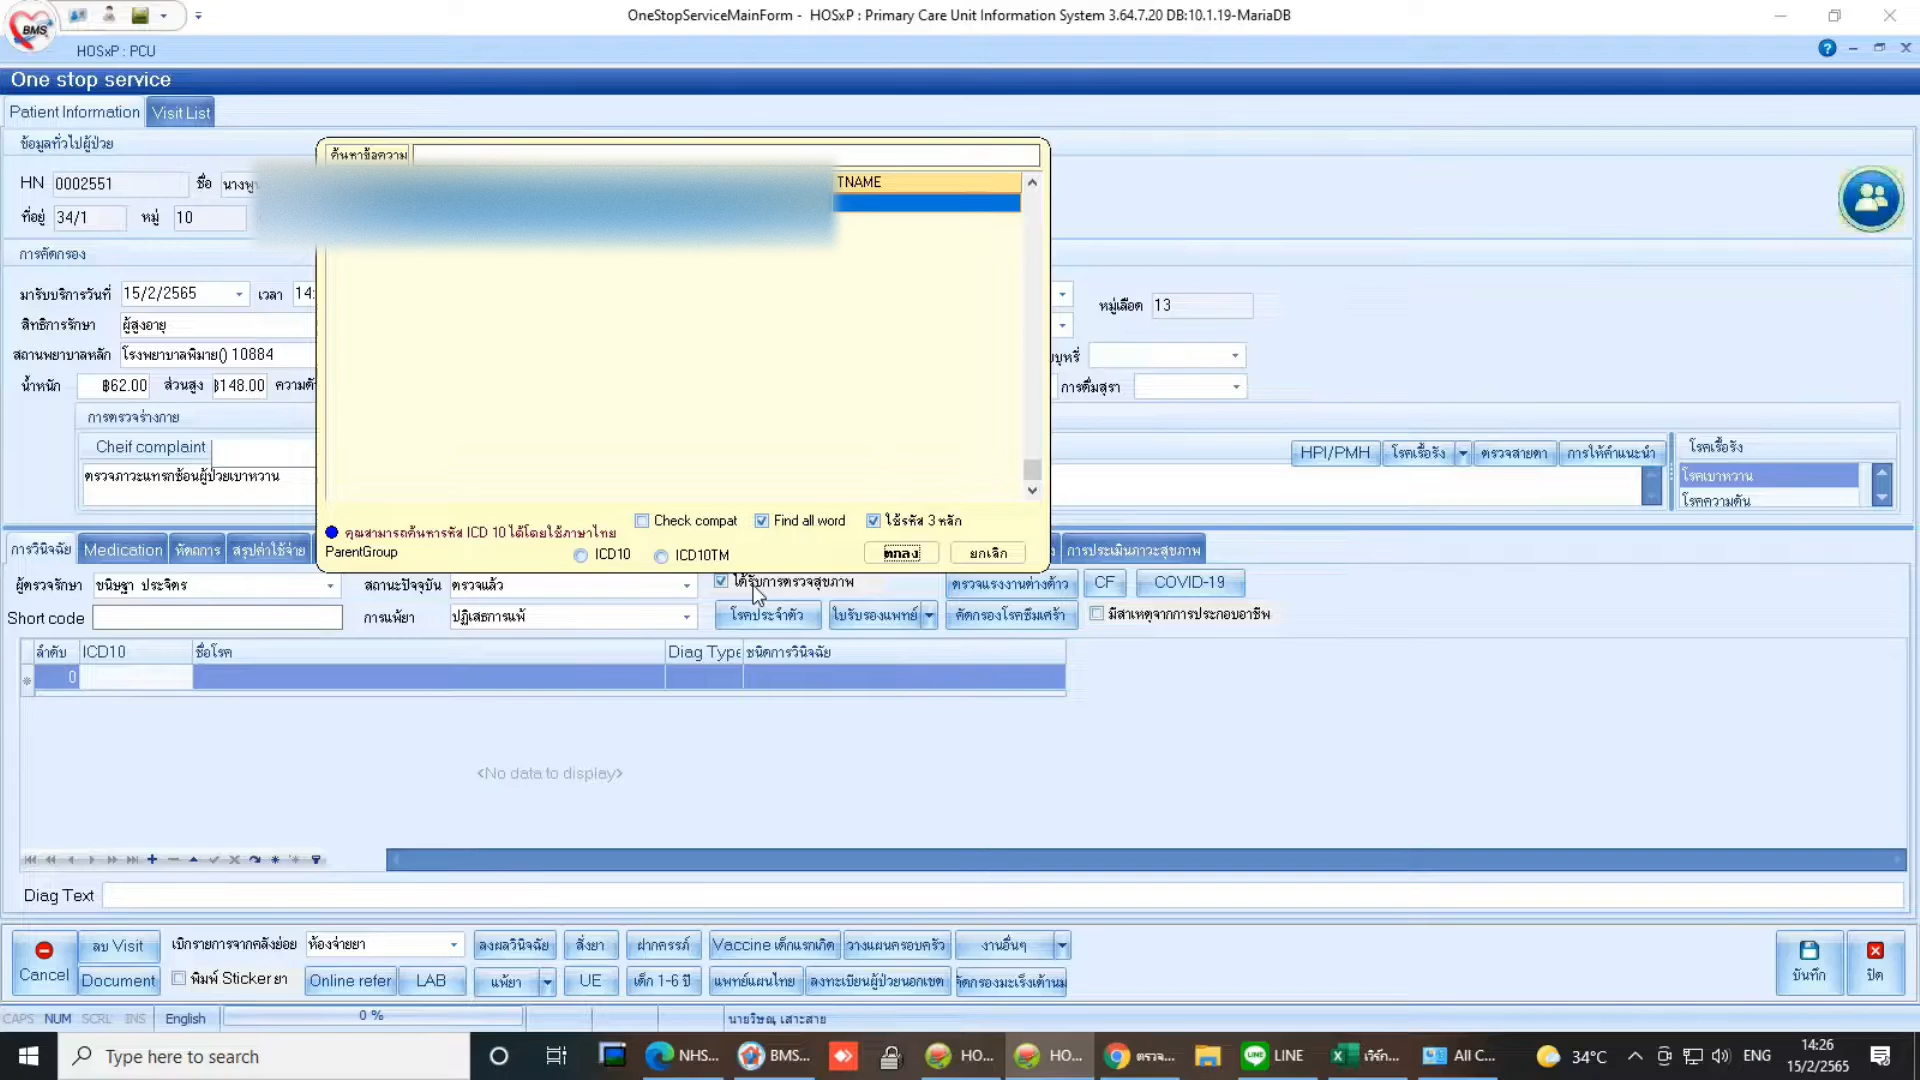 OneStopServiceMainForm - HOSxP : Primary Care Unit Information System 3.64.7.20 DB:10.1.19-MariaDB
BMS
HOSxP : PCU
One stop service
Patient Information Visit List
ข้อมูลทั่วไปผู้ป่วย
ค้นหาข้อความ
HN 0002551 ชื่อ
TNAME
ที่อยู่ 34/1 หมู่ 10
การคัดกรอง
มารับบริการวันที่ 15/2/2565 เวลา 14:
หมู่เลือด 13
สิทธิการรักษา ผู้สูงอายุ
สถานพยาบาลหลัก โรงพยาบาลพิมาย() 10884
น้ำหนัก ฿62.00 ส่วนสูง ฿148.00
การดื่มสุรา
การตรวจร่างกาย
Cheif complaint
HPI/PMH โรคเรื้อรัง ตรวจสายตา การให้คำแนะนำ โรคเรื้อรัง
ตรวจภาวะแทรกซ้อนผู้ป่วยเบาหวาน
โรคเบาหวาน
โรคความดัน
Check compat Find all word ใช้รหัส 3 หลัก
คุณสามารถค้นหารหัส ICD 10 ได้โดยใช้ภาษาไทย
ParentGroup ICD10 ICD10TM ตกลง ยกเลิก
การวินิจฉัย Medication หัตถการ สรุปค่าใช้จ่าย การประเมินภาวะสุขภาพ
ผู้ตรวจรักษา ขนิษฐา ประจิตร สถานะปัจจุบัน ตรวจแล้ว ได้รับการตรวจสุขภาพ ตรวจแรงงานต่างด้าว CF COVID-19
Short code การแพ้ยา ปฏิเสธการแพ้ โรคประจำตัว ใบรับรองแพทย์ คัดกรองโรคซึมเศร้า มีสาเหตุจากการประกอบอาชีพ
ลำดับ ICD10 ชื่อโรค Diag Type ชนิดการวินิจฉัย
0
<No data to display>
Diag Text
Cancel ลบ Visit เบิกรายการจากคลังย่อย ห้องจ่ายยา ลงผลวินิจฉัย สั่งยา ฝากครรภ์ Vaccine เด็กแรกเกิด วางแผนครอบครัว งานอื่นๆ
Document พิมพ์ Sticker ยา Online refer LAB แพ้ยา UE เด็ก 1-6 ปี แพทย์แผนไทย ลงทะเบียนผู้ป่วยนอกเขต คัดกรองมะเร็งเต้านม บันทึก ปิด
CAPS NUM SCRL INS English 0 % นายวิษณุ เสาะสาย
Type here to search NHS... BMS... HO... HO... ตรวจ... LINE เวิร์ก... All C... 34°C ENG 14:26
15/2/2565